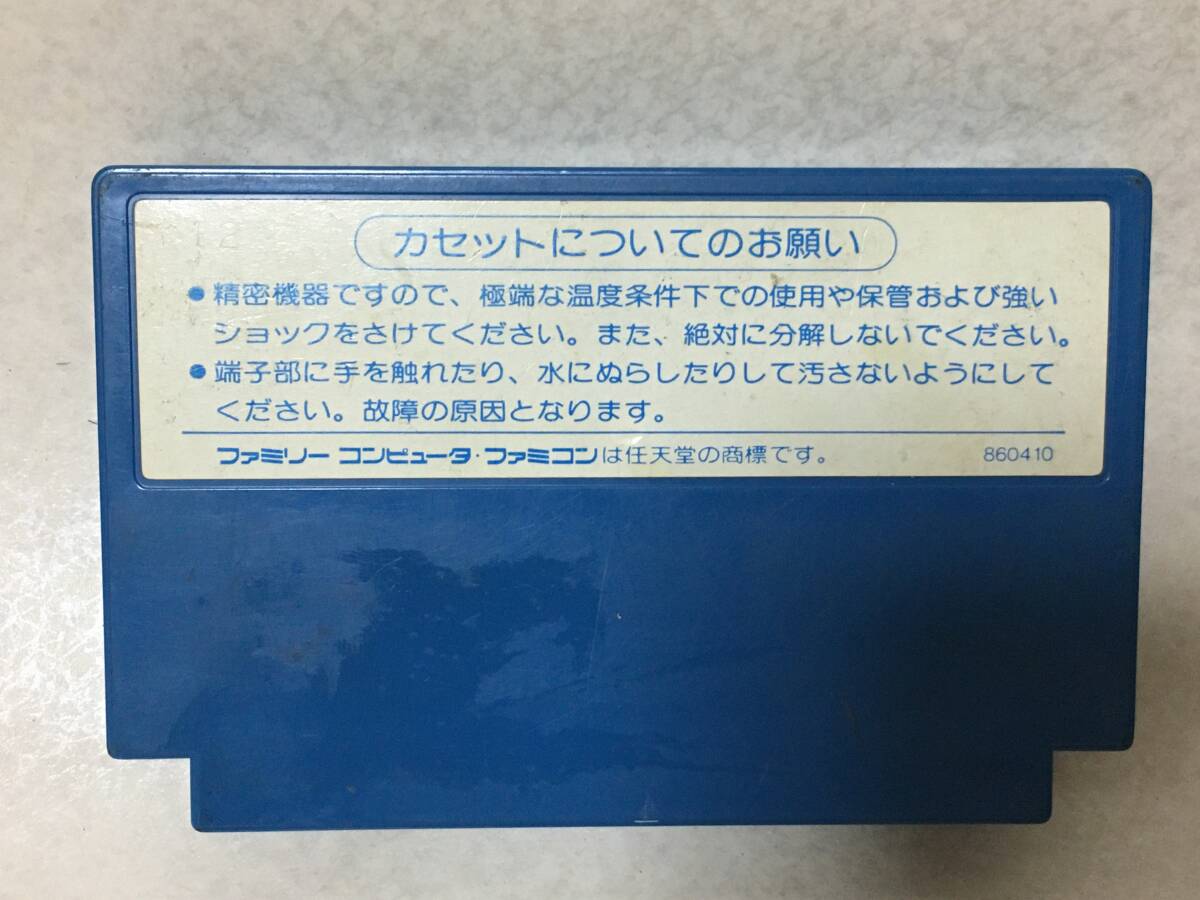 12
カセットについてのお願い
●精密機器ですので、極端な温度条件下での使用や保管および強い
ショックをさけてください。また、絶対に分解しないでください。
●端子部に手を触れたり、水にぬらしたりして汚さないようにして
ください。故障の原因となります。
ファミリー コンピュータ・ファミコンは任天堂の商標です。 860410